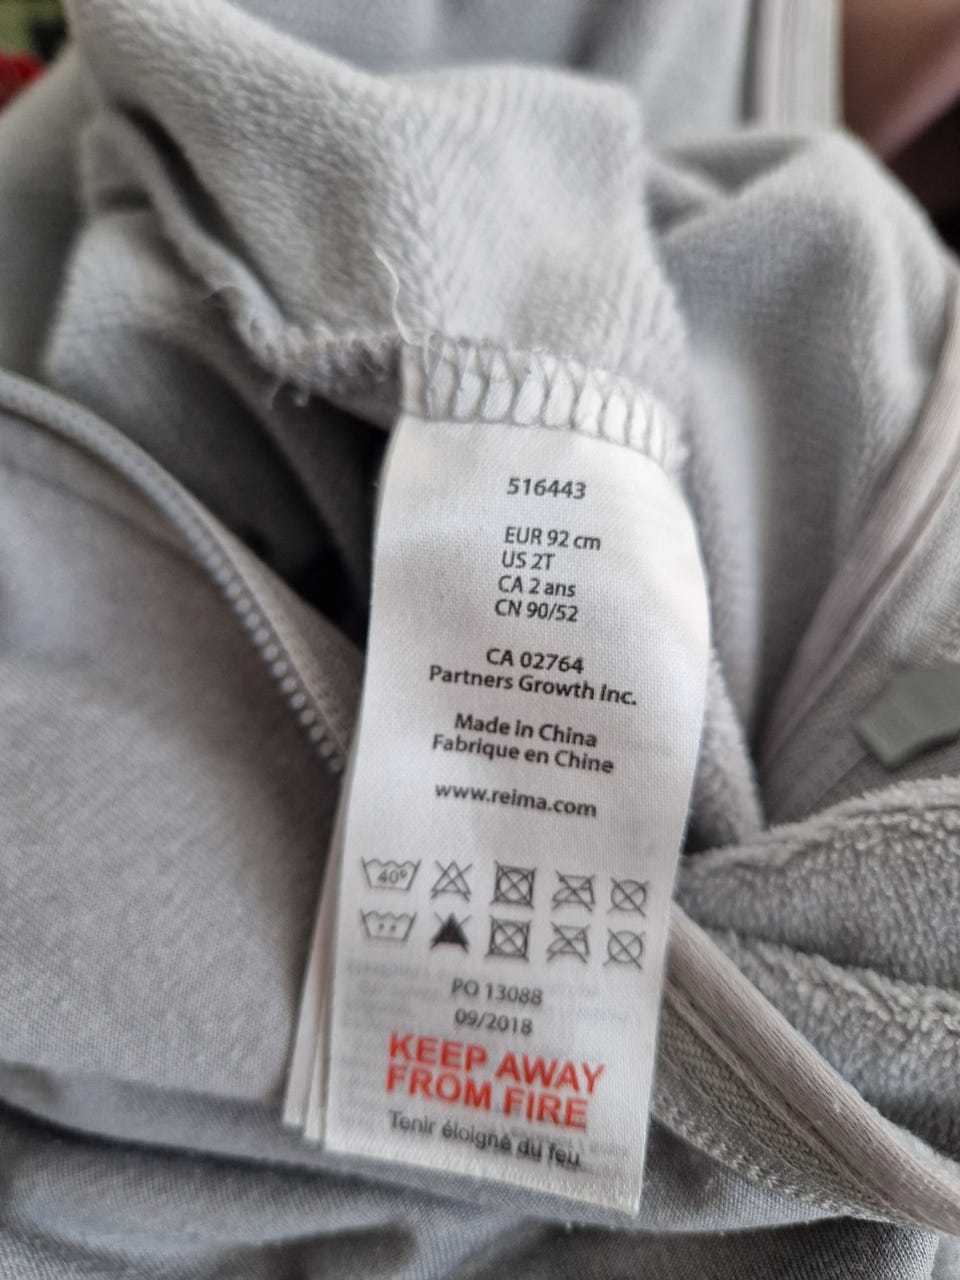 516443
EUR 92 cm
US 2T
CA 2 ans
CN 90/52
CA 02764
Partners Growth Inc.
Made in China
Fabrique en Chine
www.reima.com
40°
PO 13088
09/2018
KEEP AWAY
FROM FIRE
Tenir éloigné du feu